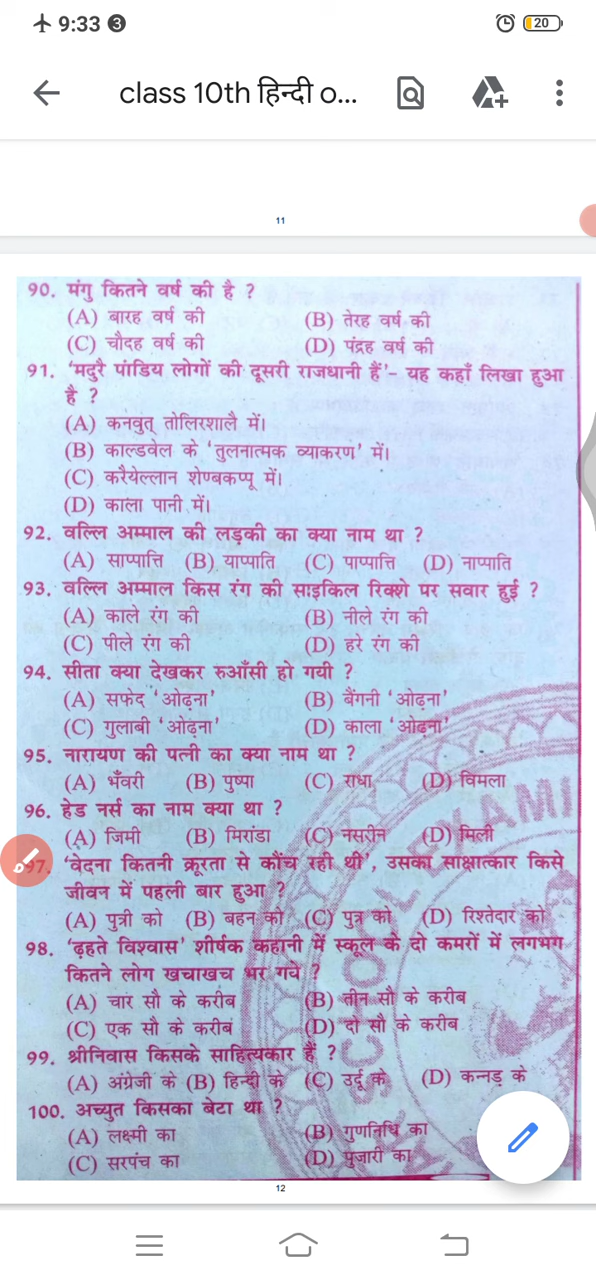 9:33 3 20
class 10th हिन्दी o...
11
90. मंगु कितने वर्ष की है ?
(A) बारह वर्ष की (B) तेरह वर्ष की
(C) चौदह वर्ष की (D) पंद्रह वर्ष की
91. 'मदुरै पांडिय लोगों की दूसरी राजधानी हैं'- यह कहाँ लिखा हुआ
है ?
(A) कनवुत् तोलिरशालै में।
(B) काल्डवेल के 'तुलनात्मक व्याकरण' में।
(C) करैयेल्लान शेण्बकप्पू में।
(D) काला पानी में।
92. वल्लि अम्माल की लड़की का क्या नाम था ?
(A) साप्पात्ति (B) याप्पाति (C) पाप्पात्ति (D) नाप्पाति
93. वल्लि अम्माल किस रंग की साइकिल रिक्शे पर सवार हुई ?
(A) काले रंग की (B) नीले रंग की
(C) पीले रंग की (D) हरे रंग की
94. सीता क्या देखकर रुआँसी हो गयी ?
(A) सफेद 'ओढ़ना' (B) बैंगनी 'ओढ़ना'
(C) गुलाबी 'ओढ़ना' (D) काला 'ओढ़ना'
95. नारायण की पत्नी का क्या नाम था ?
(A) भँवरी (B) पुष्पा (C) राधा (D) विमला
96. हेड नर्स का नाम क्या था ?
(A) जिमी (B) मिरांडा (C) नसरीन (D) मिली
97. 'वेदना कितनी क्रूरता से कौंच रही थी', उसका साक्षात्कार किसे
जीवन में पहली बार हुआ ?
(A) पुत्री को (B) बहन को (C) पुत्र को (D) रिश्तेदार को
98. 'ढ़हते विश्वास' शीर्षक कहानी में स्कूल के दो कमरों में लगभग
कितने लोग खचाखच भर गये ?
(A) चार सौ के करीब (B) तीन सौ के करीब
(C) एक सौ के करीब (D) दो सौ के करीब
99. श्रीनिवास किसके साहित्यकार हैं ?
(A) अंग्रेजी के (B) हिन्दी के (C) उर्दू के (D) कन्नड़ के
100. अच्युत किसका बेटा था ?
(A) लक्ष्मी का (B) गुणनिधि का
(C) सरपंच का (D) पुजारी का
12